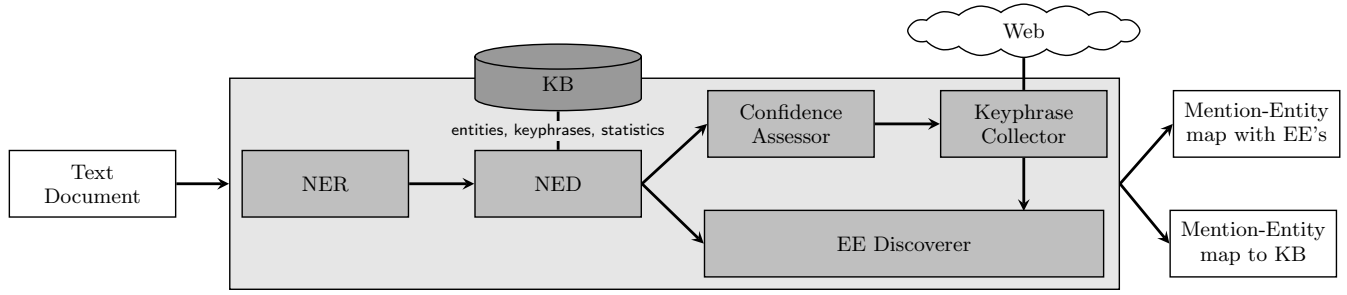 Web
KB
Confidence
Assessor
Keyphrase
Collector
Mention-Entity
map with EE's
entities, keyphrases, statistics
Text
Document
NER
NED
EE Discoverer
Mention-Entity
map to KB